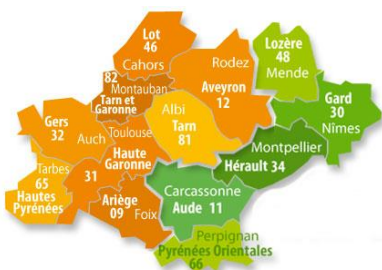 Lot
46
Cahors
Lozère
48
Mende
Rodez
Aveyron
12
82
Montauban
Tarn et
Garonne
Gard
30
Nîmes
Gers
32
Auch
Toulouse
Albi
Tarn
81
Montpellier
Hérault 34
Haute
Garonne
31
Tarbes
65
Hautes
Pyrénées
Ariège
09
Foix
Carcassonne
Aude 11
Perpignan
Pyrénées Orientales
66